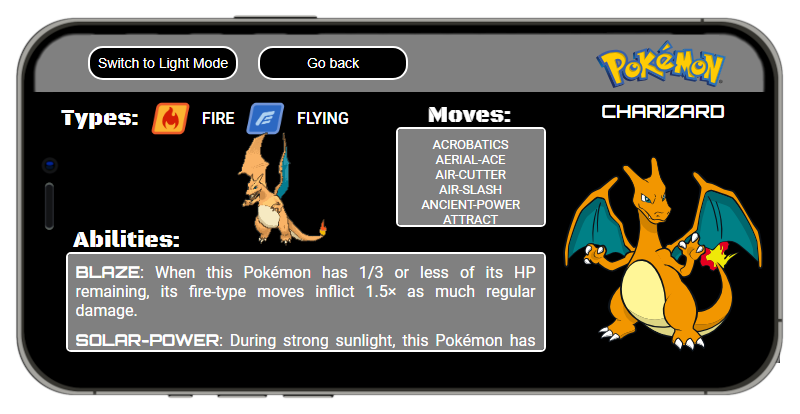 Switch to Light Mode
Go back
POKÉMON
Types:
FIRE
FLYING
Moves:
ACROBATICS
AERIAL-ACE
AIR-CUTTER
AIR-SLASH
ANCIENT-POWER
ATTRACT
CHARIZARD
Abilities:
BLAZE: When this Pokémon has 1/3 or less of its HP
remaining, its fire-type moves inflict 1.5× as much regular
damage.
SOLAR-POWER: During strong sunlight, this Pokémon has